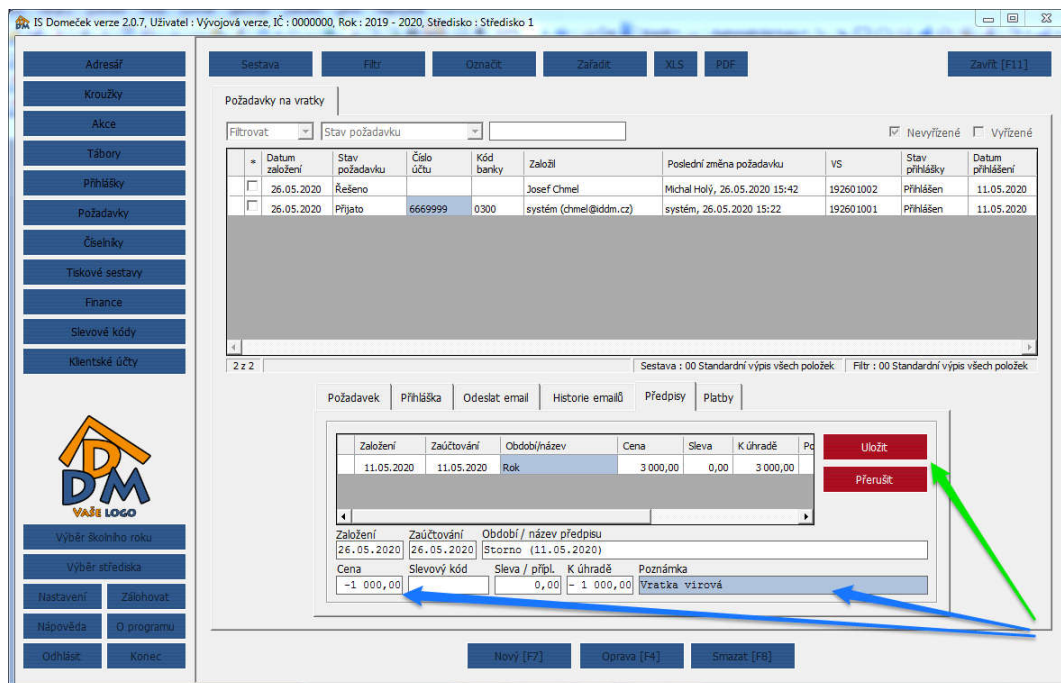 IS Domeček verze 2.0.7, Uživatel : Vývojová verze, IČ : 0000000, Rok : 2019 - 2020, Středisko : Středisko 1
Adresář
Kroužky
Akce
Tábory
Přihlášky
Požadavky
Číselníky
Tiskové sestavy
Finance
Slevové kódy
Klientské účty
DDM
VAŠE LOGO
Výběr školního roku
Výběr střediska
Nastavení Zálohovat
Nápověda O programu
Odhlásit Konec
Sestava Filtr Označit Zařadit XLS PDF Zavřít [F11]
Požadavky na vratky
Filtrovat Stav požadavku Nevyřízené Vyřízené
* Datum založení Stav požadavku Číslo účtu Kód banky Založil Poslední změna požadavku VS Stav přihlášky Datum přihlášení
26.05.2020 Řešeno Josef Chmel Michal Holý, 26.05.2020 15:42 192601002 Přihlášen 11.05.2020
26.05.2020 Přijato 6669999 0300 systém (chmel@iddm.cz) systém, 26.05.2020 15:22 192601001 Přihlášen 11.05.2020
2 z 2 Sestava : 00 Standardní výpis všech položek Filtr : 00 Standardní výpis všech položek
Požadavek Přihláška Odeslat email Historie emailů Předpisy Platby
Založení Zaúčtování Období/název Cena Sleva K úhradě Po
11.05.2020 11.05.2020 Rok 3 000,00 0,00 3 000,00
Uložit
Přerušit
Založení Zaúčtování Období / název předpisu
26.05.2020 26.05.2020 Storno (11.05.2020)
Cena Slevový kód Sleva / přípl. K úhradě Poznámka
-1 000,00 0,00 - 1 000,00 Vratka virová
Nový [F7] Oprava [F4] Smazat [F8]